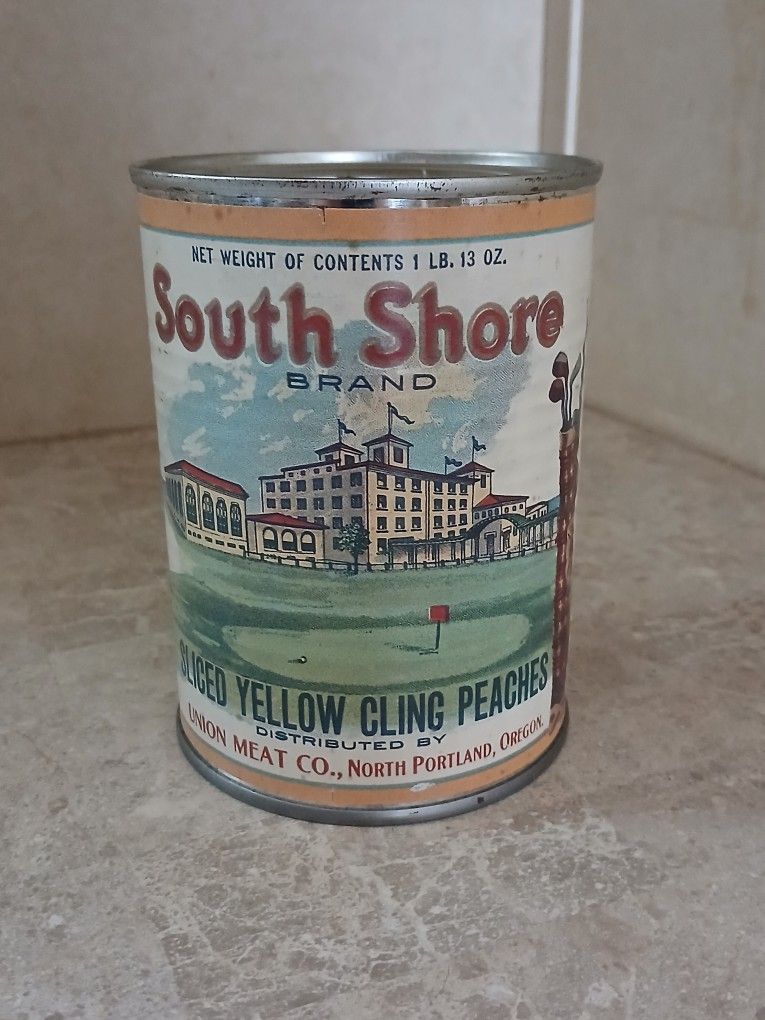 NET WEIGHT OF CONTENTS 1 LB. 13 OZ.
South Shore
BRAND
SLICED YELLOW CLING PEACHES
DISTRIBUTED BY
UNION MEAT CO., NORTH PORTLAND, OREGON.